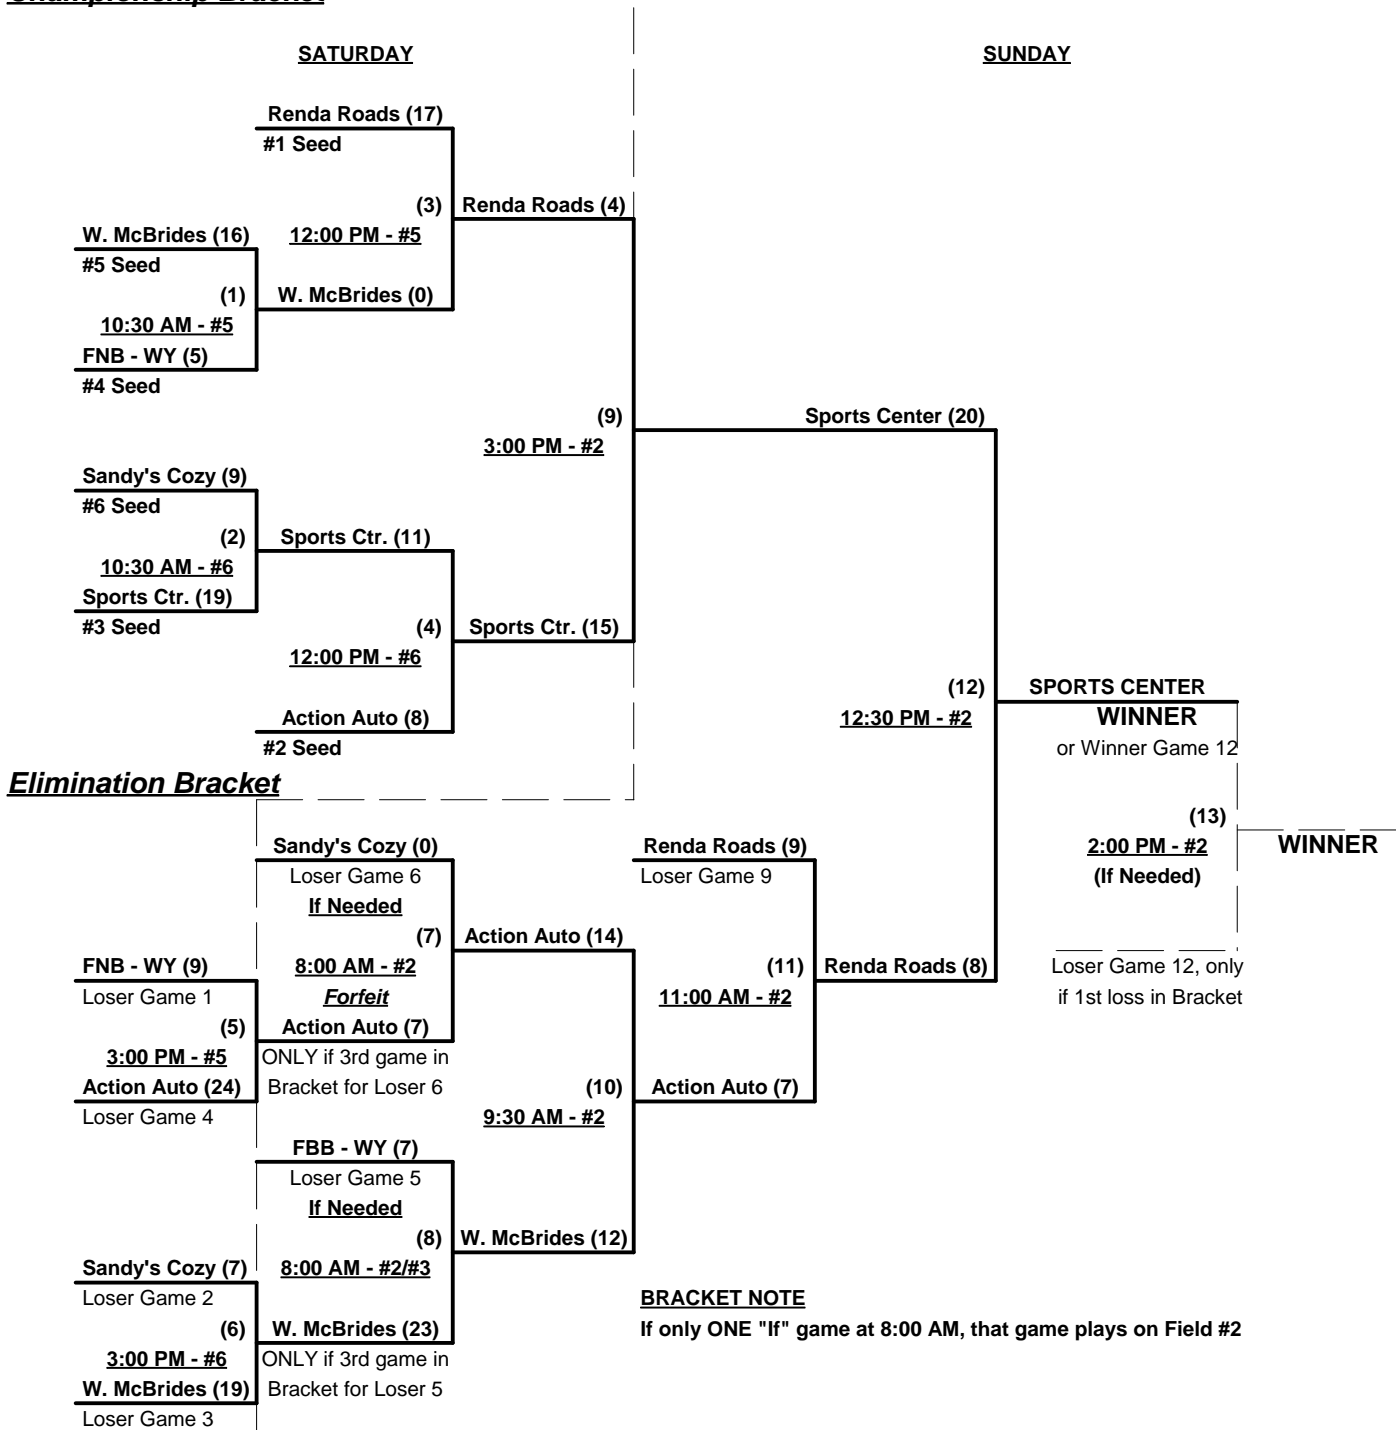 Championship Bracket
SATURDAY
SUNDAY
Renda Roads (17)
#1 Seed
(3)
12:00 PM - #5
Renda Roads (4)
W. McBrides (16)
#5 Seed
(1)
10:30 AM - #5
W. McBrides (0)
FNB - WY (5)
#4 Seed
(9)
3:00 PM - #2
Sports Center (20)
Sandy's Cozy (9)
#6 Seed
(2)
10:30 AM - #6
Sports Ctr. (11)
Sports Ctr. (19)
#3 Seed
(4)
12:00 PM - #6
Sports Ctr. (15)
Action Auto (8)
#2 Seed
(12)
12:30 PM - #2
SPORTS CENTER
WINNER
or Winner Game 12
(13)
2:00 PM - #2
(If Needed)
WINNER
Loser Game 12, only
if 1st loss in Bracket
Elimination Bracket
Sandy's Cozy (0)
Loser Game 6
If Needed
(7)
8:00 AM - #2
Forfeit
Action Auto (7)
ONLY if 3rd game in
Bracket for Loser 6
Action Auto (14)
Renda Roads (9)
Loser Game 9
(11)
11:00 AM - #2
Renda Roads (8)
FNB - WY (9)
Loser Game 1
(5)
3:00 PM - #5
Action Auto (24)
Loser Game 4
(10)
9:30 AM - #2
Action Auto (7)
FBB - WY (7)
Loser Game 5
If Needed
(8)
8:00 AM - #2/#3
W. McBrides (12)
Sandy's Cozy (7)
Loser Game 2
(6)
3:00 PM - #6
W. McBrides (19)
Loser Game 3
W. McBrides (23)
ONLY if 3rd game in
Bracket for Loser 5
BRACKET NOTE
If only ONE "If" game at 8:00 AM, that game plays on Field #2